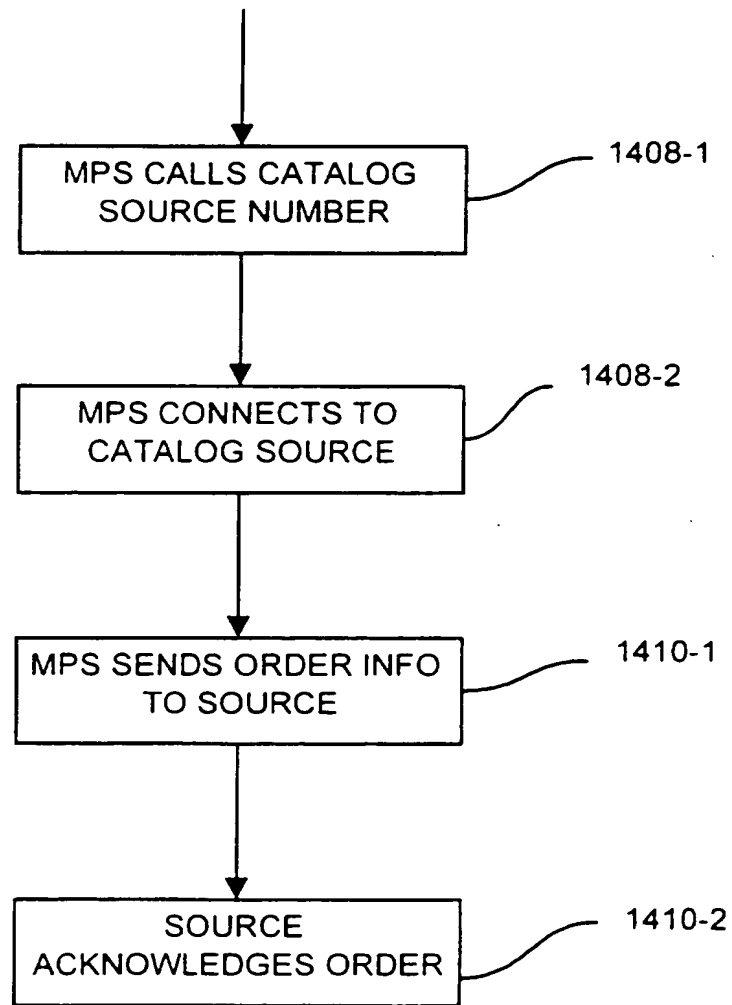 1408-1
MPS CALLS CATALOG
SOURCE NUMBER
1408-2
MPS CONNECTS TO
CATALOG SOURCE
1410-1
MPS SENDS ORDER INFO
TO SOURCE
1410-2
SOURCE
ACKNOWLEDGES ORDER